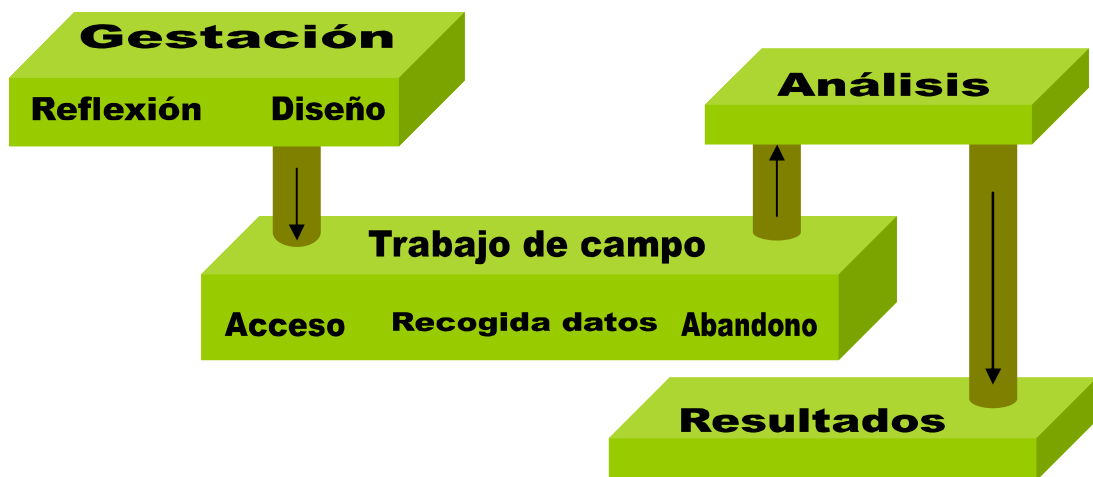 Gestación
Reflexión Diseño
Trabajo de campo
Acceso Recogida datos Abandono
Análisis
Resultados